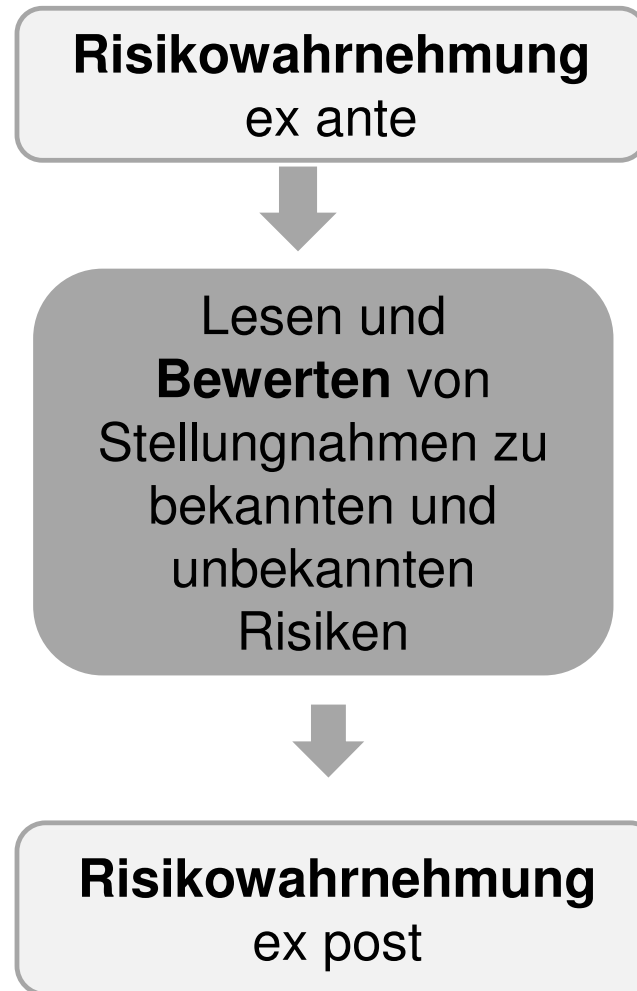 Risikowahrnehmung
ex ante
Lesen und
Bewerten von
Stellungnahmen zu
bekannten und
unbekannten
Risiken
Risikowahrnehmung
ex post